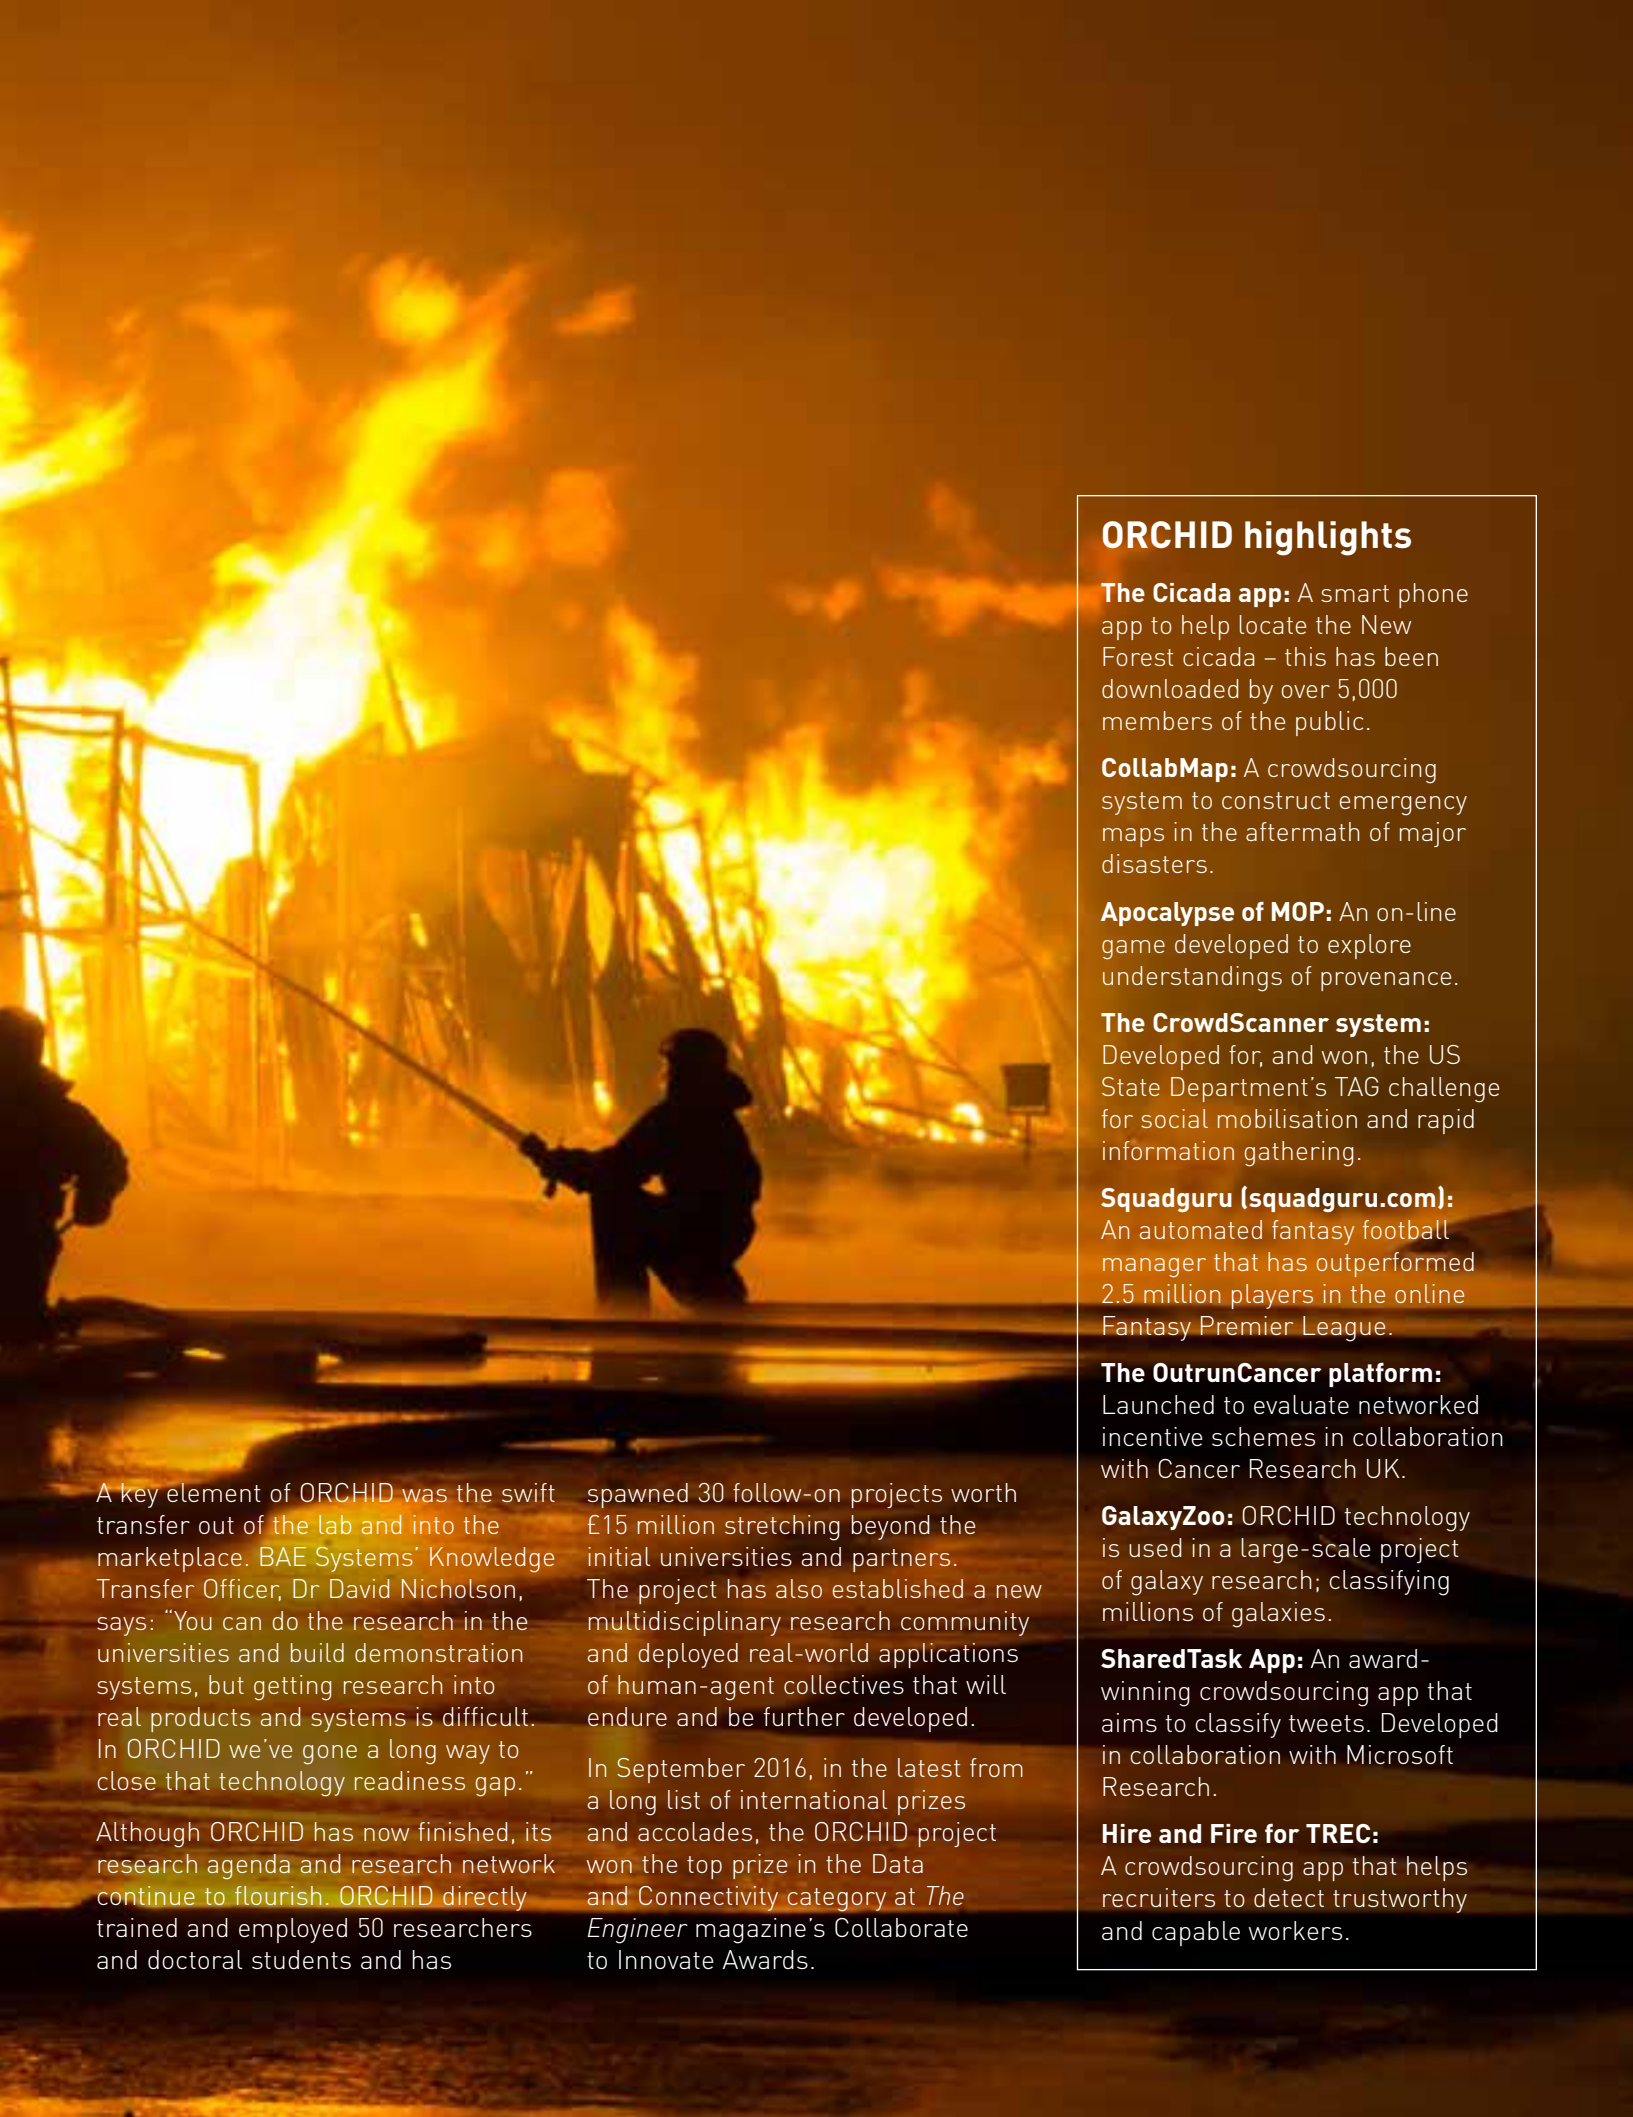 A key element of ORCHID was the swift
transfer out of the lab and into the
marketplace. BAE Systems’ Knowledge
Transfer Officer, Dr David Nicholson,
says: “You can do the research in the
universities and build demonstration
systems, but getting research into
real products and systems is difficult.
In ORCHID we’ve gone a long way to
close that technology readiness gap.”
Although ORCHID has now finished, its
research agenda and research network
continue to flourish. ORCHID directly
trained and employed 50 researchers
and doctoral students and has
spawned 30 follow-on projects worth
£15 million stretching beyond the
initial universities and partners.
The project has also established a new
multidisciplinary research community
and deployed real-world applications
of human-agent collectives that will
endure and be further developed.
In September 2016, in the latest from
a long list of international prizes
and accolades, the ORCHID project
won the top prize in the Data
and Connectivity category at The
Engineer magazine’s Collaborate
to Innovate Awards.
ORCHID highlights
The Cicada app: A smart phone
app to help locate the New
Forest cicada – this has been
downloaded by over 5,000
members of the public.
CollabMap: A crowdsourcing
system to construct emergency
maps in the aftermath of major
disasters.
Apocalypse of MOP: An on-line
game developed to explore
understandings of provenance.
The CrowdScanner system:
Developed for, and won, the US
State Department’s TAG challenge
for social mobilisation and rapid
information gathering.
Squadguru (squadguru.com):
An automated fantasy football
manager that has outperformed
2.5 million players in the online
Fantasy Premier League.
The OutrunCancer platform:
Launched to evaluate networked
incentive schemes in collaboration
with Cancer Research UK.
GalaxyZoo: ORCHID technology
is used in a large-scale project
of galaxy research; classifying
millions of galaxies.
SharedTask App: An award-
winning crowdsourcing app that
aims to classify tweets. Developed
in collaboration with Microsoft
Research.
Hire and Fire for TREC:
A crowdsourcing app that helps
recruiters to detect trustworthy
and capable workers.